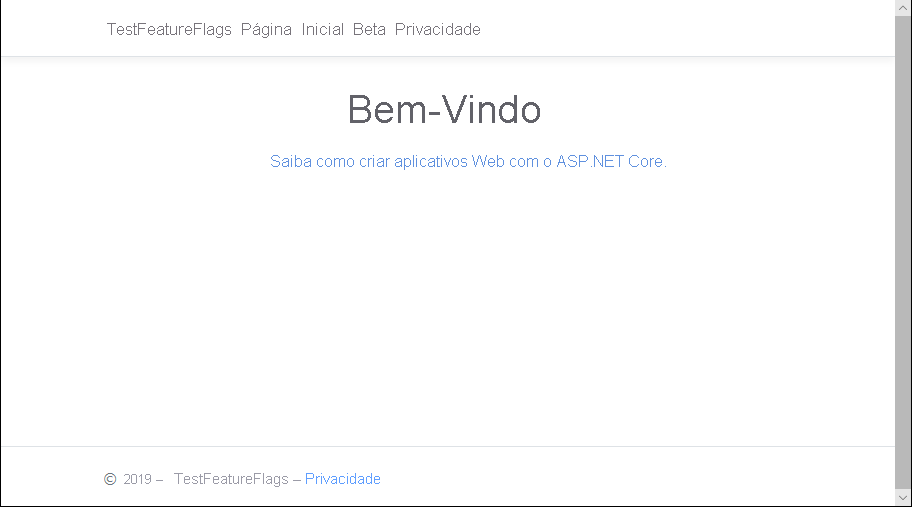 TestFeatureFlags Página Inicial Beta Privacidade
Bem-Vindo
Saiba como criar aplicativos Web com o ASP.NET Core.
© 2019 – TestFeatureFlags – Privacidade